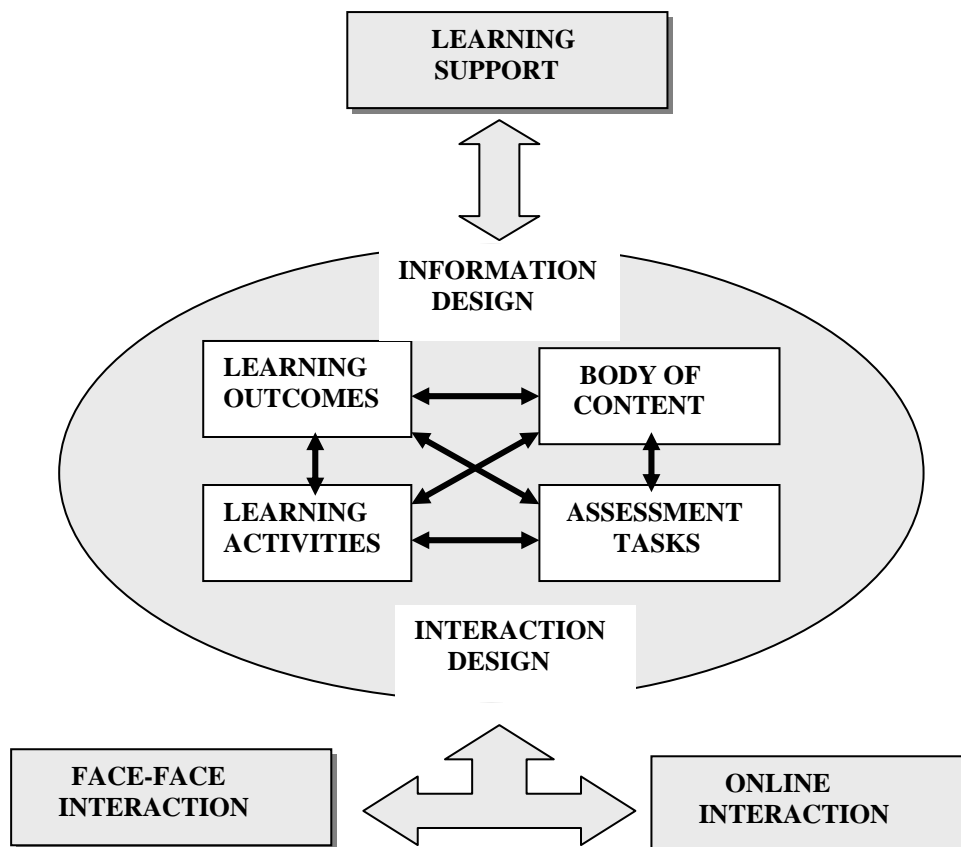 LEARNING
SUPPORT
INFORMATION
DESIGN
LEARNING
OUTCOMES
BODY OF
CONTENT
LEARNING
ACTIVITIES
ASSESSMENT
TASKS
INTERACTION
DESIGN
FACE-FACE
INTERACTION
ONLINE
INTERACTION